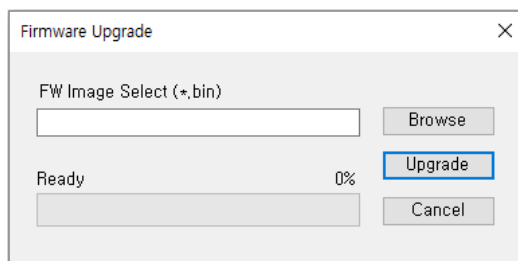 Firmware Upgrade
FW Image Select (*.bin)
Browse
Upgrade
Ready 0%
Cancel